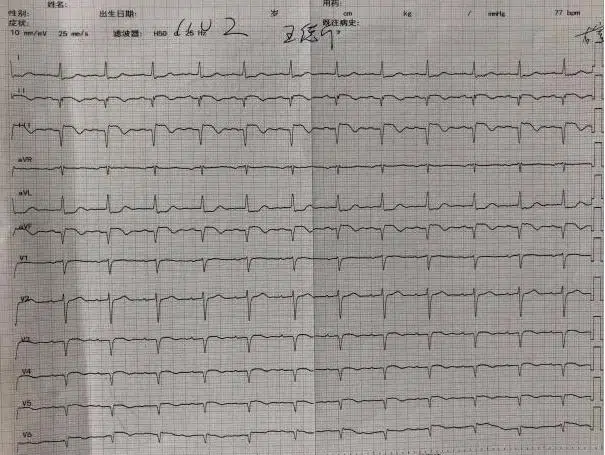 姓名: 用药:
性别: 出生日期: 岁 cm kg / mmHg 77 bpm
症状: 既往病史:
10 mm/mV 25 mm/s 滤波器: H50 d 25 Hz
I
II
III
aVR
aVL
aVF
V1
V2
V3
V4
V5
V6